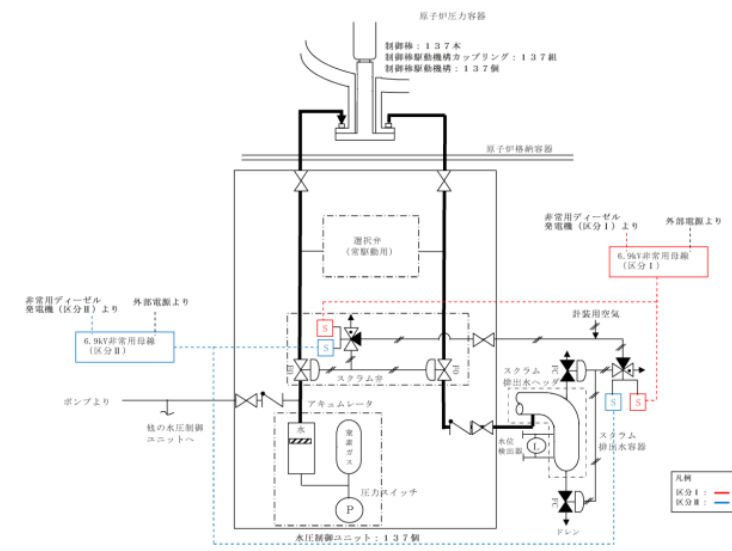 原子炉圧力容器
制御棒：１３７本
制御棒駆動機構カップリング：１３７組
制御棒駆動機構：１３７個
原子炉格納容器
選択弁
（常駆動用）
非常用ディーゼル
発電機（区分Ⅰ）より
外部電源より
6.9kV非常用母線
（区分Ⅰ）
非常用ディーゼル
発電機（区分Ⅱ）より
外部電源より
6.9kV非常用母線
（区分Ⅱ）
計装用空気
S
S
FO
スクラム弁
FO
スクラム
排出水ヘッダ
FC
S
S
ポンプより
他の水圧制御
ユニットへ
アキュムレータ
水
窒素ガス
圧力スイッチ
P
水位
検出器
L
スクラム
排出水容器
FC
ドレン
水圧制御ユニット：１３７個
凡例
区分Ⅰ：
区分Ⅱ：